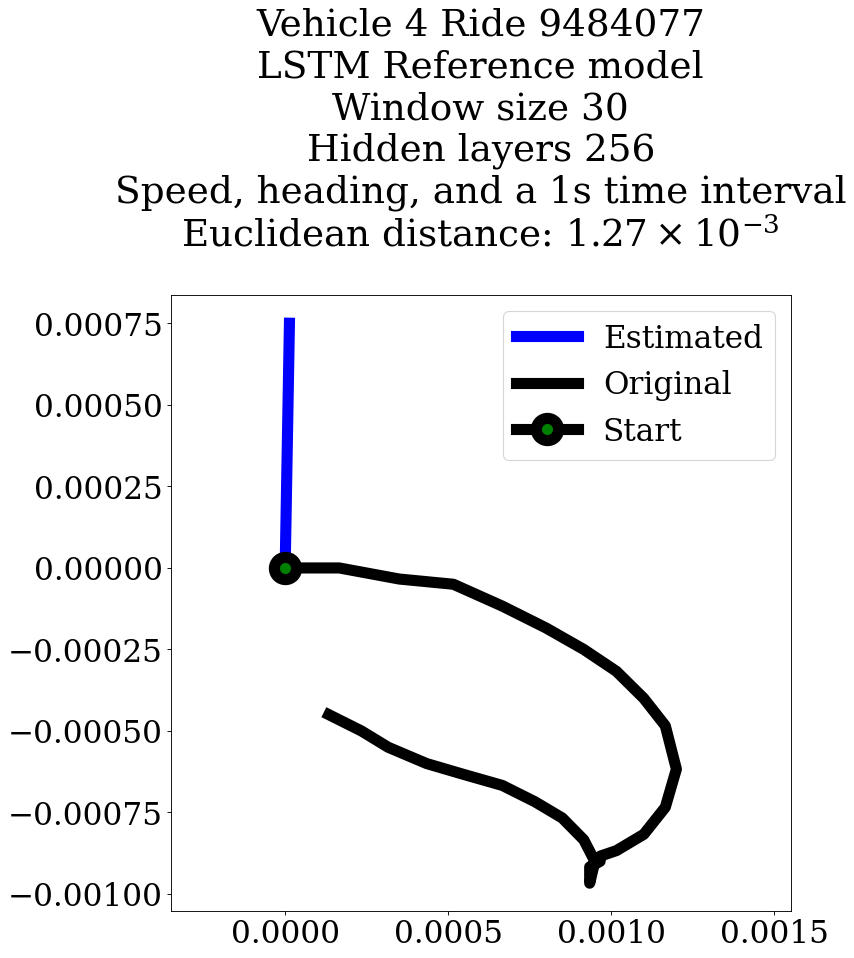 Vehicle 4 Ride 9484077
LSTM Reference model
Window size 30
Hidden layers 256
Speed, heading, and a 1s time interval
Euclidean distance: 1.27 × 10⁻³
Estimated
Original
Start
0.00075
0.00050
0.00025
0.00000
−0.00025
−0.00050
−0.00075
−0.00100
0.0000 0.0005 0.0010 0.0015